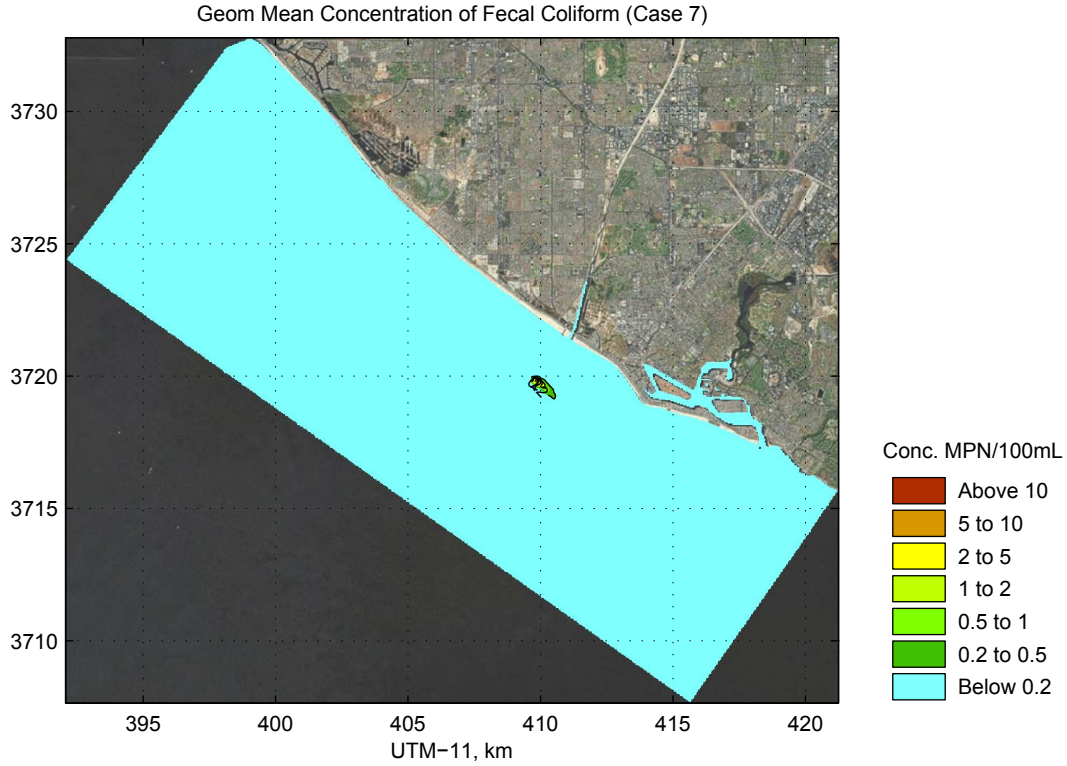 Geom Mean Concentration of Fecal Coliform (Case 7)
3730
3725
3720
3715
3710
395
400
405
410
415
420
UTM−11, km
Conc. MPN/100mL
Above 10
5 to 10
2 to 5
1 to 2
0.5 to 1
0.2 to 0.5
Below 0.2